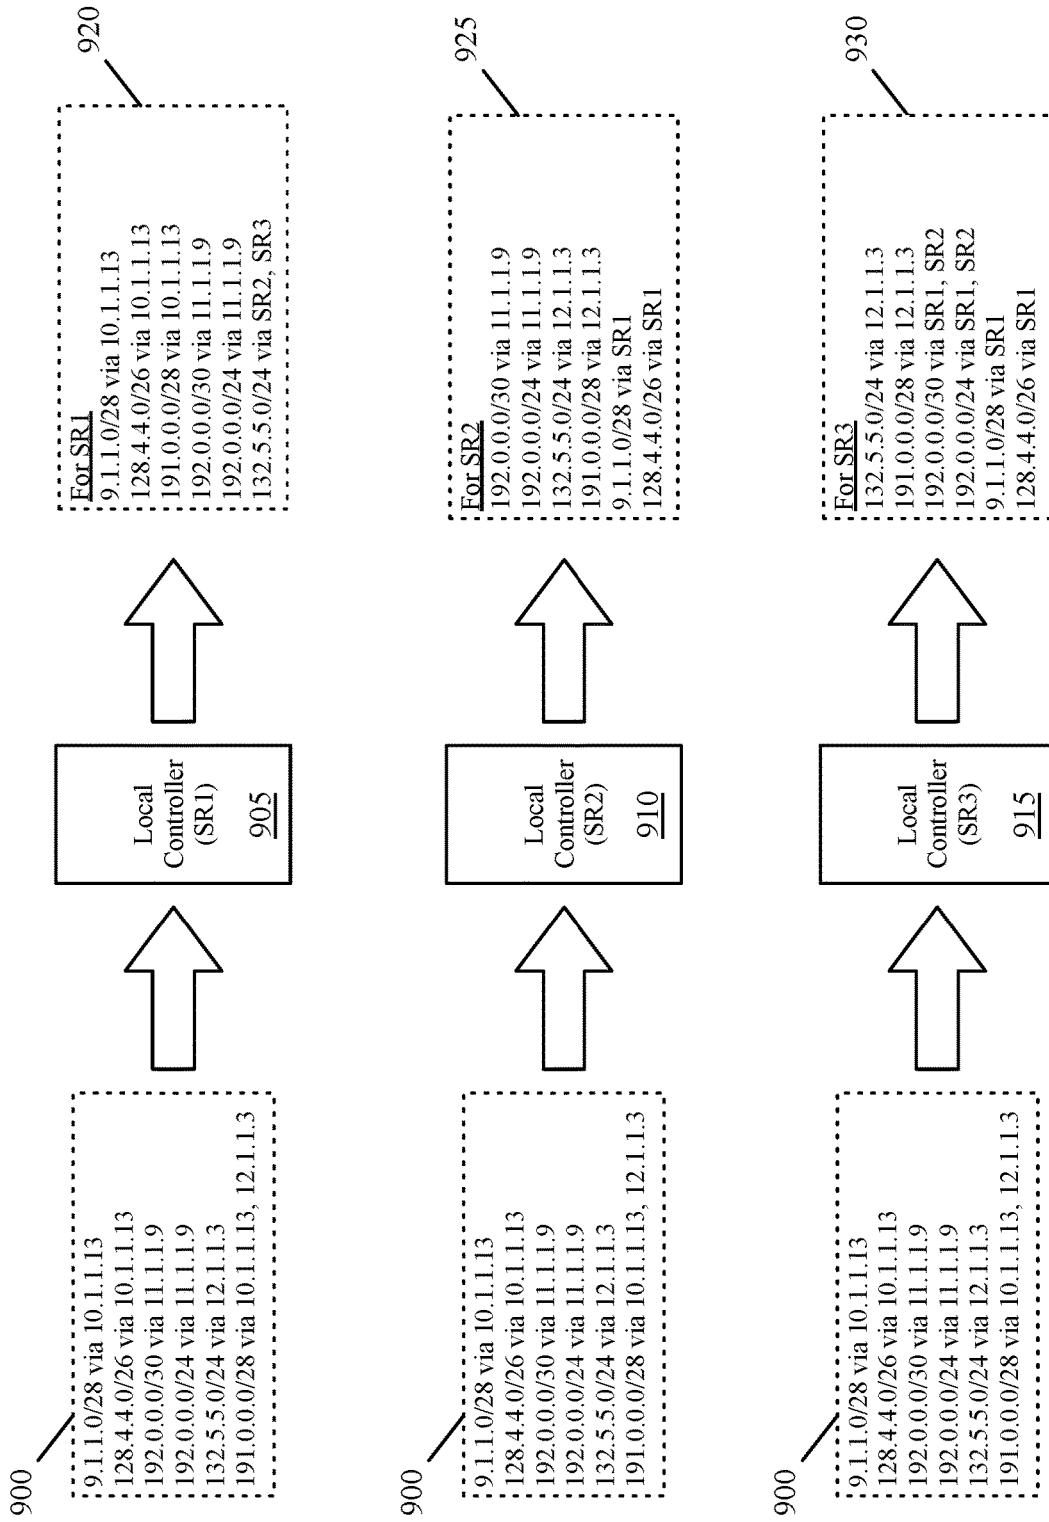 900
9.1.1.0/28 via 10.1.1.13
128.4.4.0/26 via 10.1.1.13
192.0.0.0/30 via 11.1.1.9
192.0.0.0/24 via 11.1.1.9
132.5.5.0/24 via 12.1.1.3
191.0.0.0/28 via 10.1.1.13, 12.1.1.3
Local
Controller
(SR1)
905
920
For SR1
9.1.1.0/28 via 10.1.1.13
128.4.4.0/26 via 10.1.1.13
191.0.0.0/28 via 10.1.1.13
192.0.0.0/30 via 11.1.1.9
192.0.0.0/24 via 11.1.1.9
132.5.5.0/24 via SR2, SR3
900
9.1.1.0/28 via 10.1.1.13
128.4.4.0/26 via 10.1.1.13
192.0.0.0/30 via 11.1.1.9
192.0.0.0/24 via 11.1.1.9
132.5.5.0/24 via 12.1.1.3
191.0.0.0/28 via 10.1.1.13, 12.1.1.3
Local
Controller
(SR2)
910
925
For SR2
192.0.0.0/30 via 11.1.1.9
192.0.0.0/24 via 11.1.1.9
132.5.5.0/24 via 12.1.1.3
191.0.0.0/28 via 12.1.1.3
9.1.1.0/28 via SR1
128.4.4.0/26 via SR1
900
9.1.1.0/28 via 10.1.1.13
128.4.4.0/26 via 10.1.1.13
192.0.0.0/30 via 11.1.1.9
192.0.0.0/24 via 11.1.1.9
132.5.5.0/24 via 12.1.1.3
191.0.0.0/28 via 10.1.1.13, 12.1.1.3
Local
Controller
(SR3)
915
930
For SR3
132.5.5.0/24 via 12.1.1.3
191.0.0.0/28 via 12.1.1.3
192.0.0.0/30 via SR1, SR2
192.0.0.0/24 via SR1, SR2
9.1.1.0/28 via SR1
128.4.4.0/26 via SR1